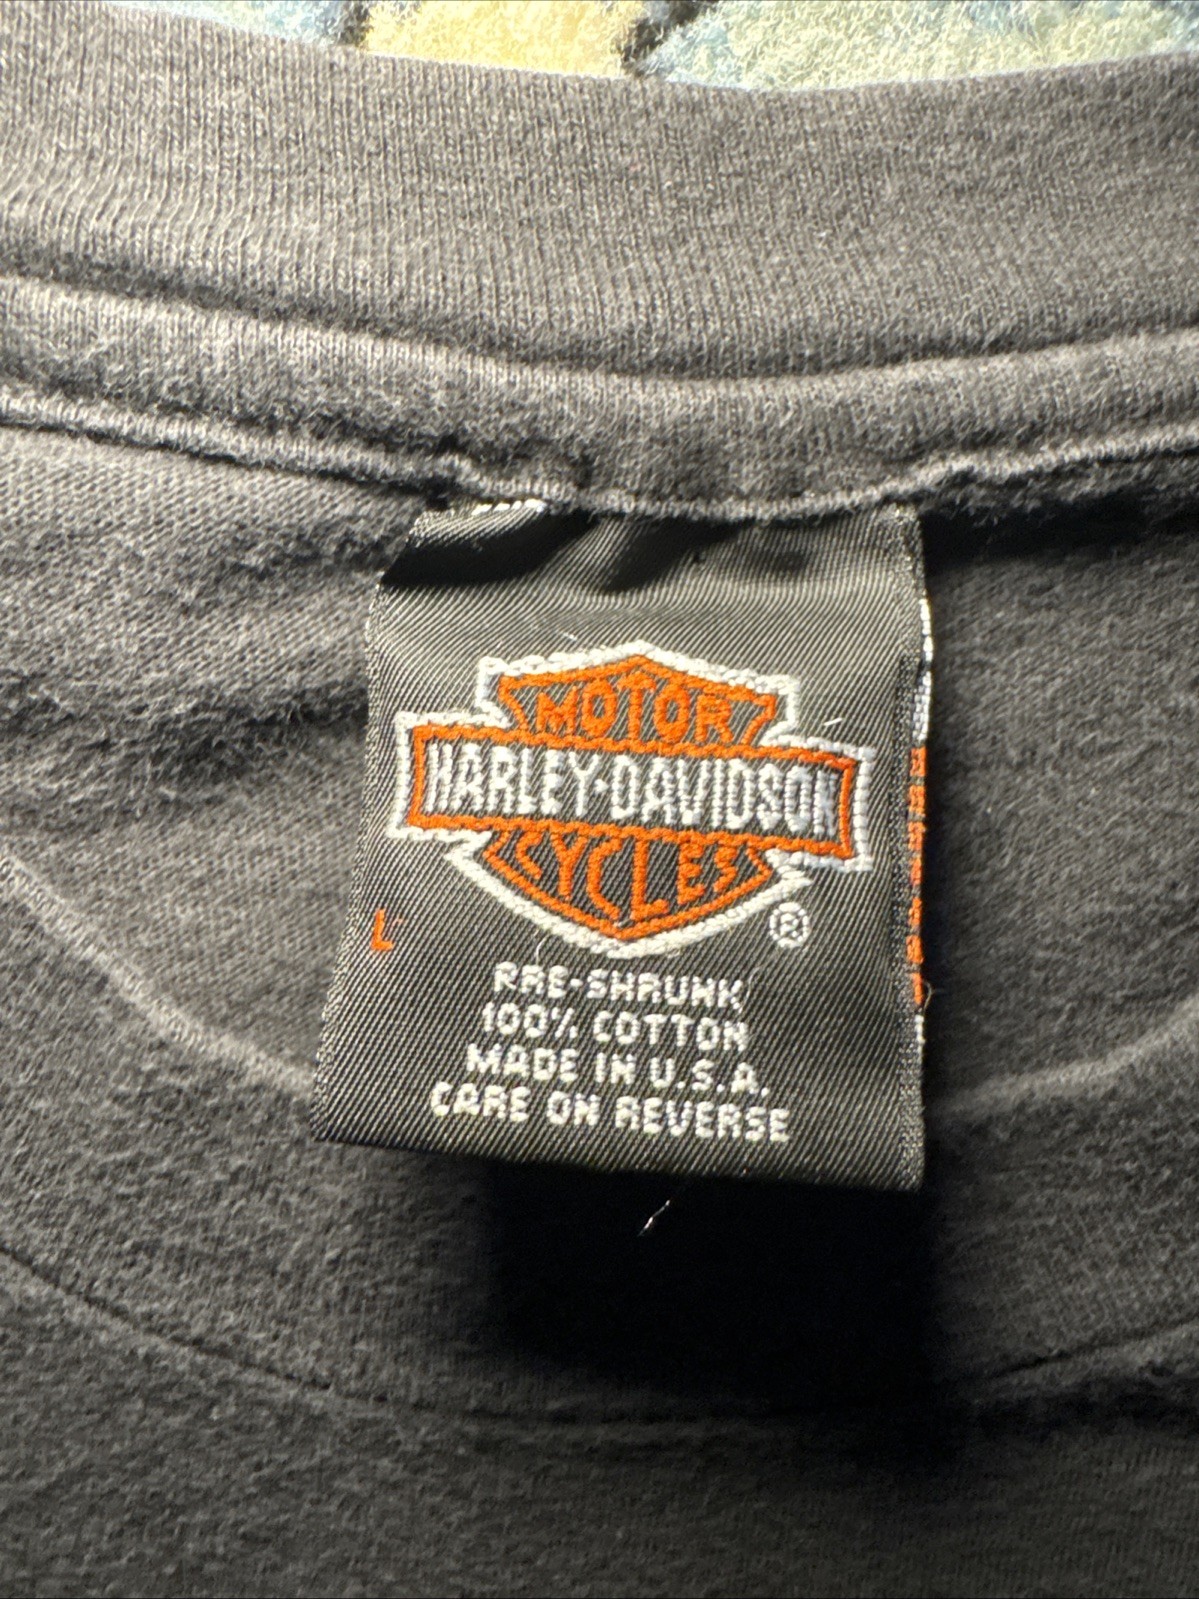 MOTOR
HARLEY-DAVIDSON
CYCLES
®
L
PRE-SHRUNK
100% COTTON
MADE IN U.S.A.
CARE ON REVERSE